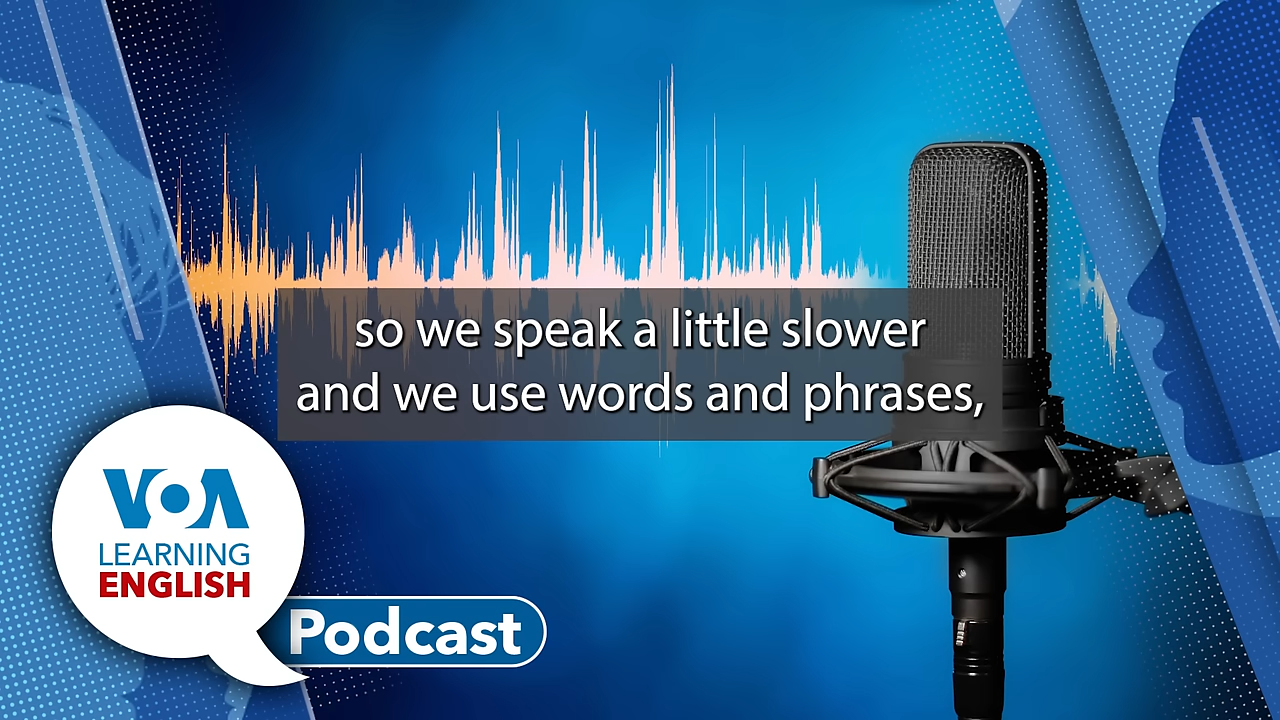 so we speak a little slower
and we use words and phrases,
VOA
LEARNING
ENGLISH
Podcast